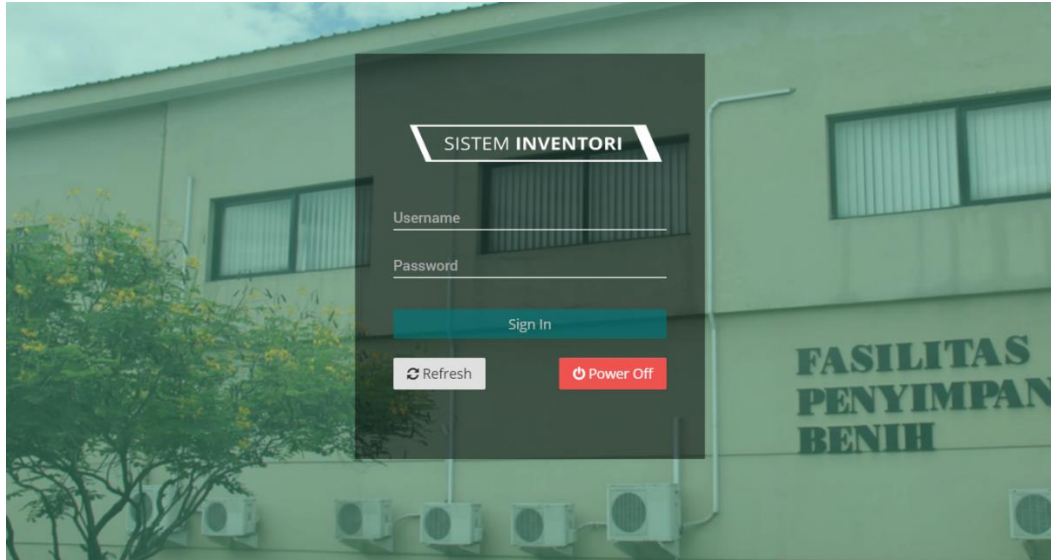 SISTEM INVENTORI
Username
Password
Sign In
Refresh
Power Off
FASILITAS
PENYIMPAN
BENIH